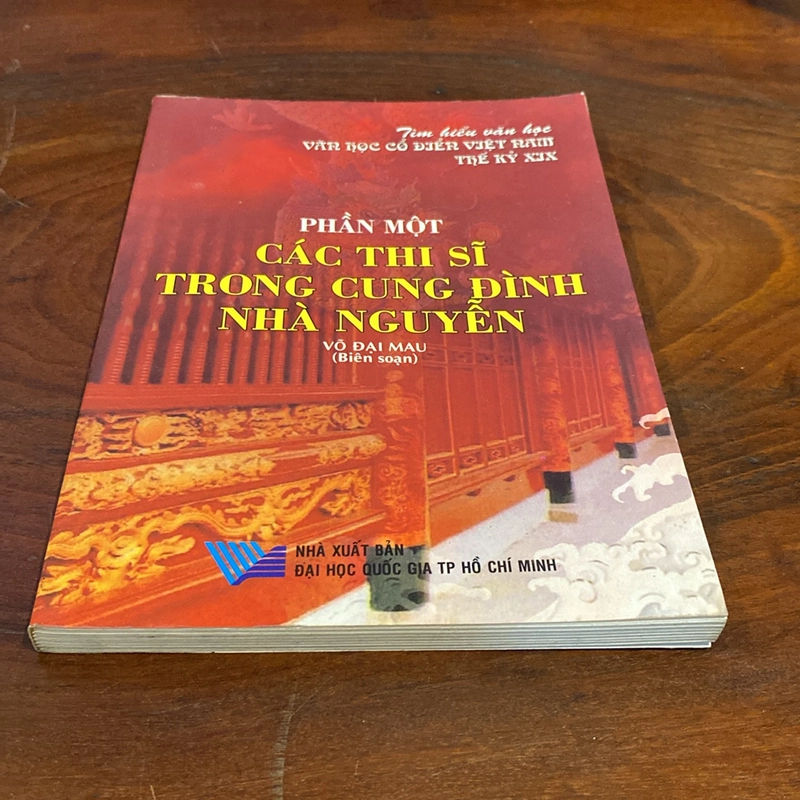 Tìm hiểu văn học
VĂN HỌC CỔ ĐIỂN VIỆT NAM
THẾ KỶ XIX
PHẦN MỘT
CÁC THI SĨ
TRONG CUNG ĐÌNH
NHÀ NGUYỄN
VÕ ĐẠI MAU
(Biên soạn)
NHÀ XUẤT BẢN
ĐẠI HỌC QUỐC GIA TP HỒ CHÍ MINH